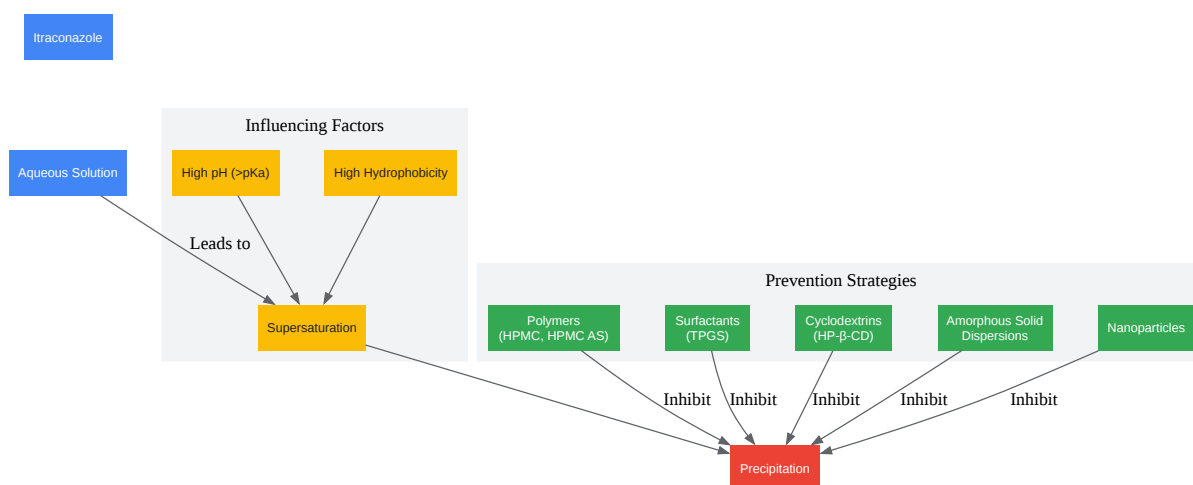 Itraconazole
Influencing Factors
Aqueous Solution
High pH (>pKa)
High Hydrophobicity
Leads to
Prevention Strategies
Supersaturation
Polymers
(HPMC, HPMC AS)
Surfactants
(TPGS)
Cyclodextrins
(HP-β-CD)
Amorphous Solid
Dispersions
Nanoparticles
Inhibit
Inhibit
Inhibit
Inhibit
Inhibit
Precipitation